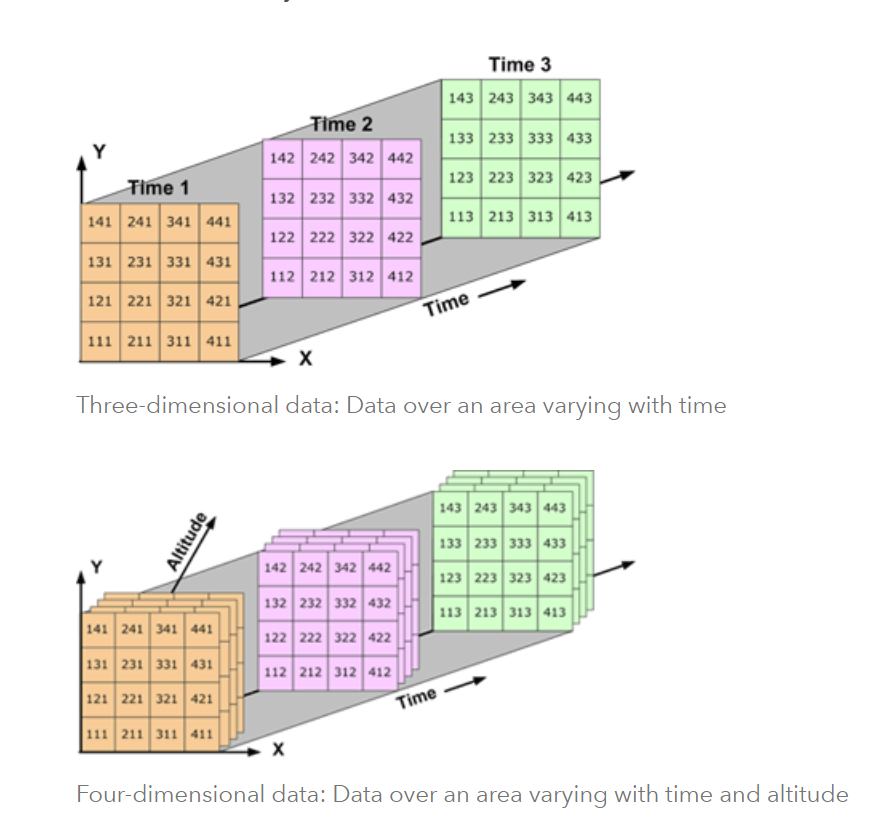 Time 3
143 243 343 443
133 233 333 433
123 223 323 423
113 213 313 413
Time 2
142 242 342 442
132 232 332 432
122 222 322 422
112 212 312 412
Y
Time 1
141 241 341 441
131 231 331 431
121 221 321 421
111 211 311 411
Time
X
Three-dimensional data: Data over an area varying with time
143 243 343 443
133 233 333 433
123 223 323 423
113 213 313 413
Altitude
142 242 342 442
132 232 332 432
122 222 322 422
112 212 312 412
Y
141 241 341 441
131 231 331 431
121 221 321 421
111 211 311 411
Time
X
Four-dimensional data: Data over an area varying with time and altitude